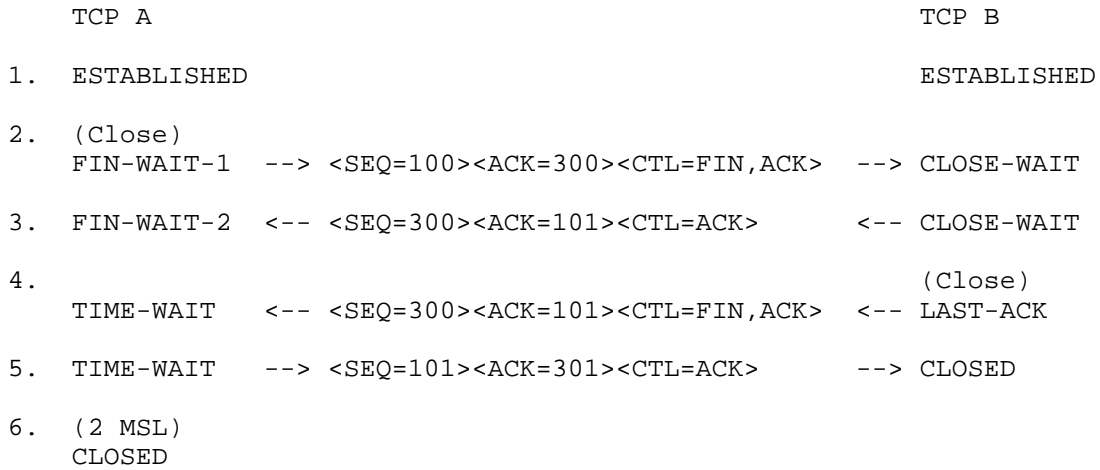 TCP A TCP B
1. ESTABLISHED ESTABLISHED
2. (Close)
FIN-WAIT-1 --> <SEQ=100><ACK=300><CTL=FIN,ACK> --> CLOSE-WAIT
3. FIN-WAIT-2 <-- <SEQ=300><ACK=101><CTL=ACK> <-- CLOSE-WAIT
4. (Close)
TIME-WAIT <-- <SEQ=300><ACK=101><CTL=FIN,ACK> <-- LAST-ACK
5. TIME-WAIT --> <SEQ=101><ACK=301><CTL=ACK> --> CLOSED
6. (2 MSL)
CLOSED